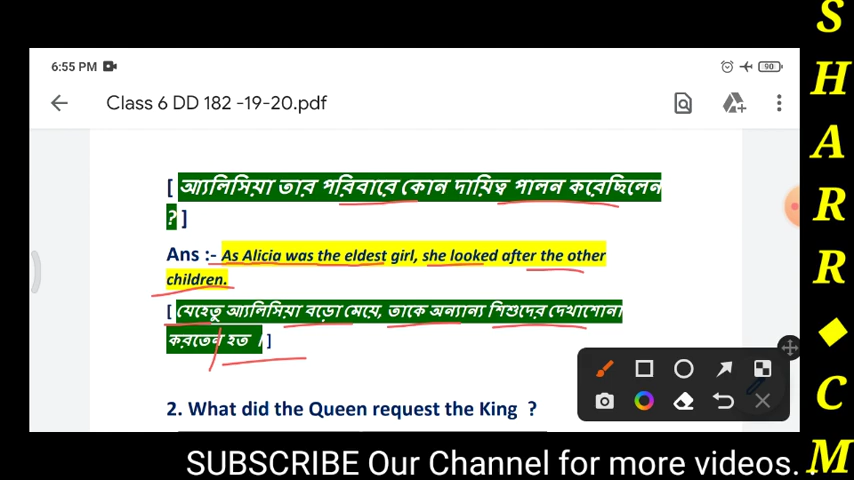 6:55 PM
90
Class 6 DD 182 -19-20.pdf
[ আ্যলিসিয়া তার পরিবারে কোন দায়িত্ব পালন করেছিলেন
? ]
Ans :- As Alicia was the eldest girl, she looked after the other
children.
[ যেহেতু আ্যলিসিয়া বড়ো মেয়ে, তাকে অন্যান্য শিশুদের দেখাশোনা
করতেন হত । ]
2. What did the Queen request the King ?
SUBSCRIBE Our Channel for more videos. .
S
H
A
R
R
◆
C
M